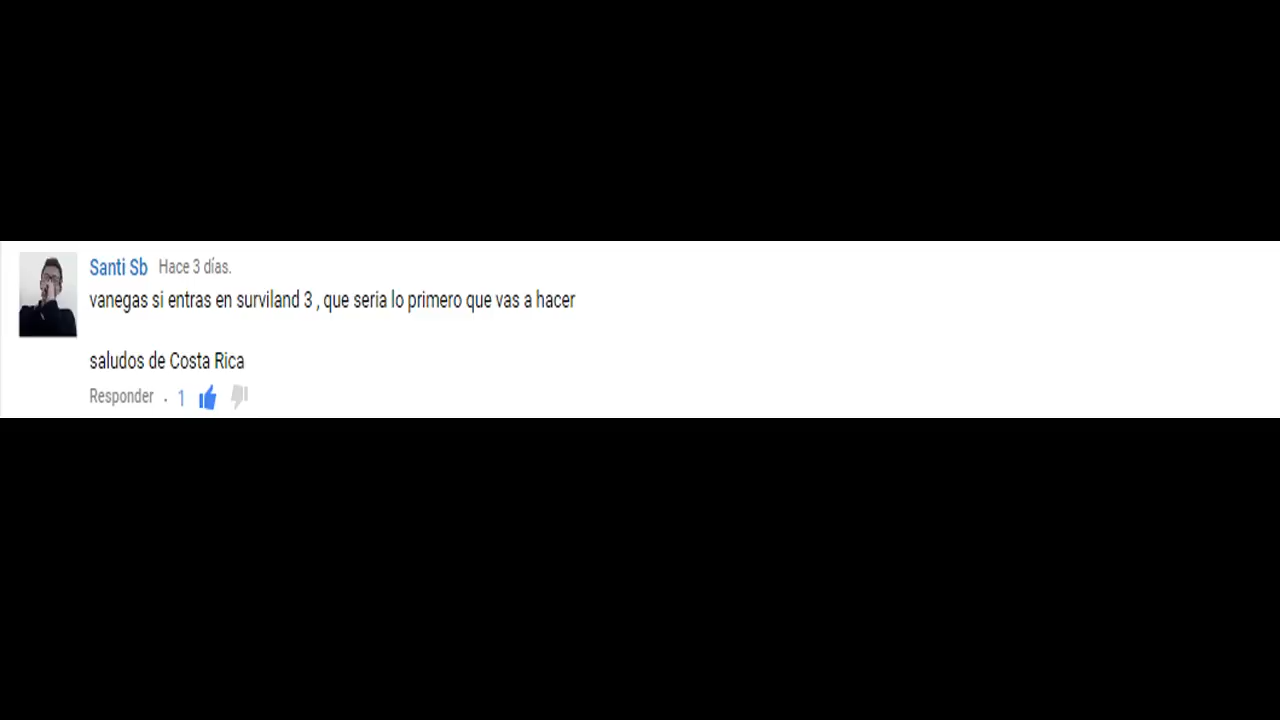 Santi Sb Hace 3 días.
vanegas si entras en surviland 3 , que seria lo primero que vas a hacer
saludos de Costa Rica
Responder . 1